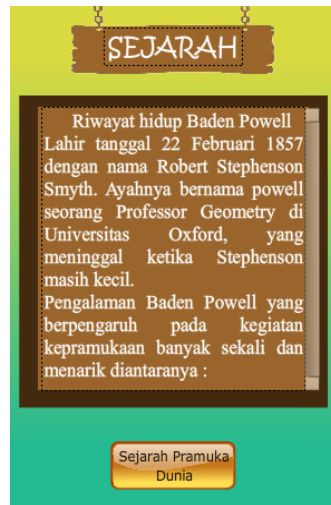 SEJARAH
Riwayat hidup Baden Powell
Lahir tanggal 22 Februari 1857
dengan nama Robert Stephenson
Smyth. Ayahnya bernama powell
seorang Professor Geometry di
Universitas Oxford, yang
meninggal ketika Stephenson
masih kecil.
Pengalaman Baden Powell yang
berpengaruh pada kegiatan
kepramukaan banyak sekali dan
menarik diantaranya :
Sejarah Pramuka
Dunia